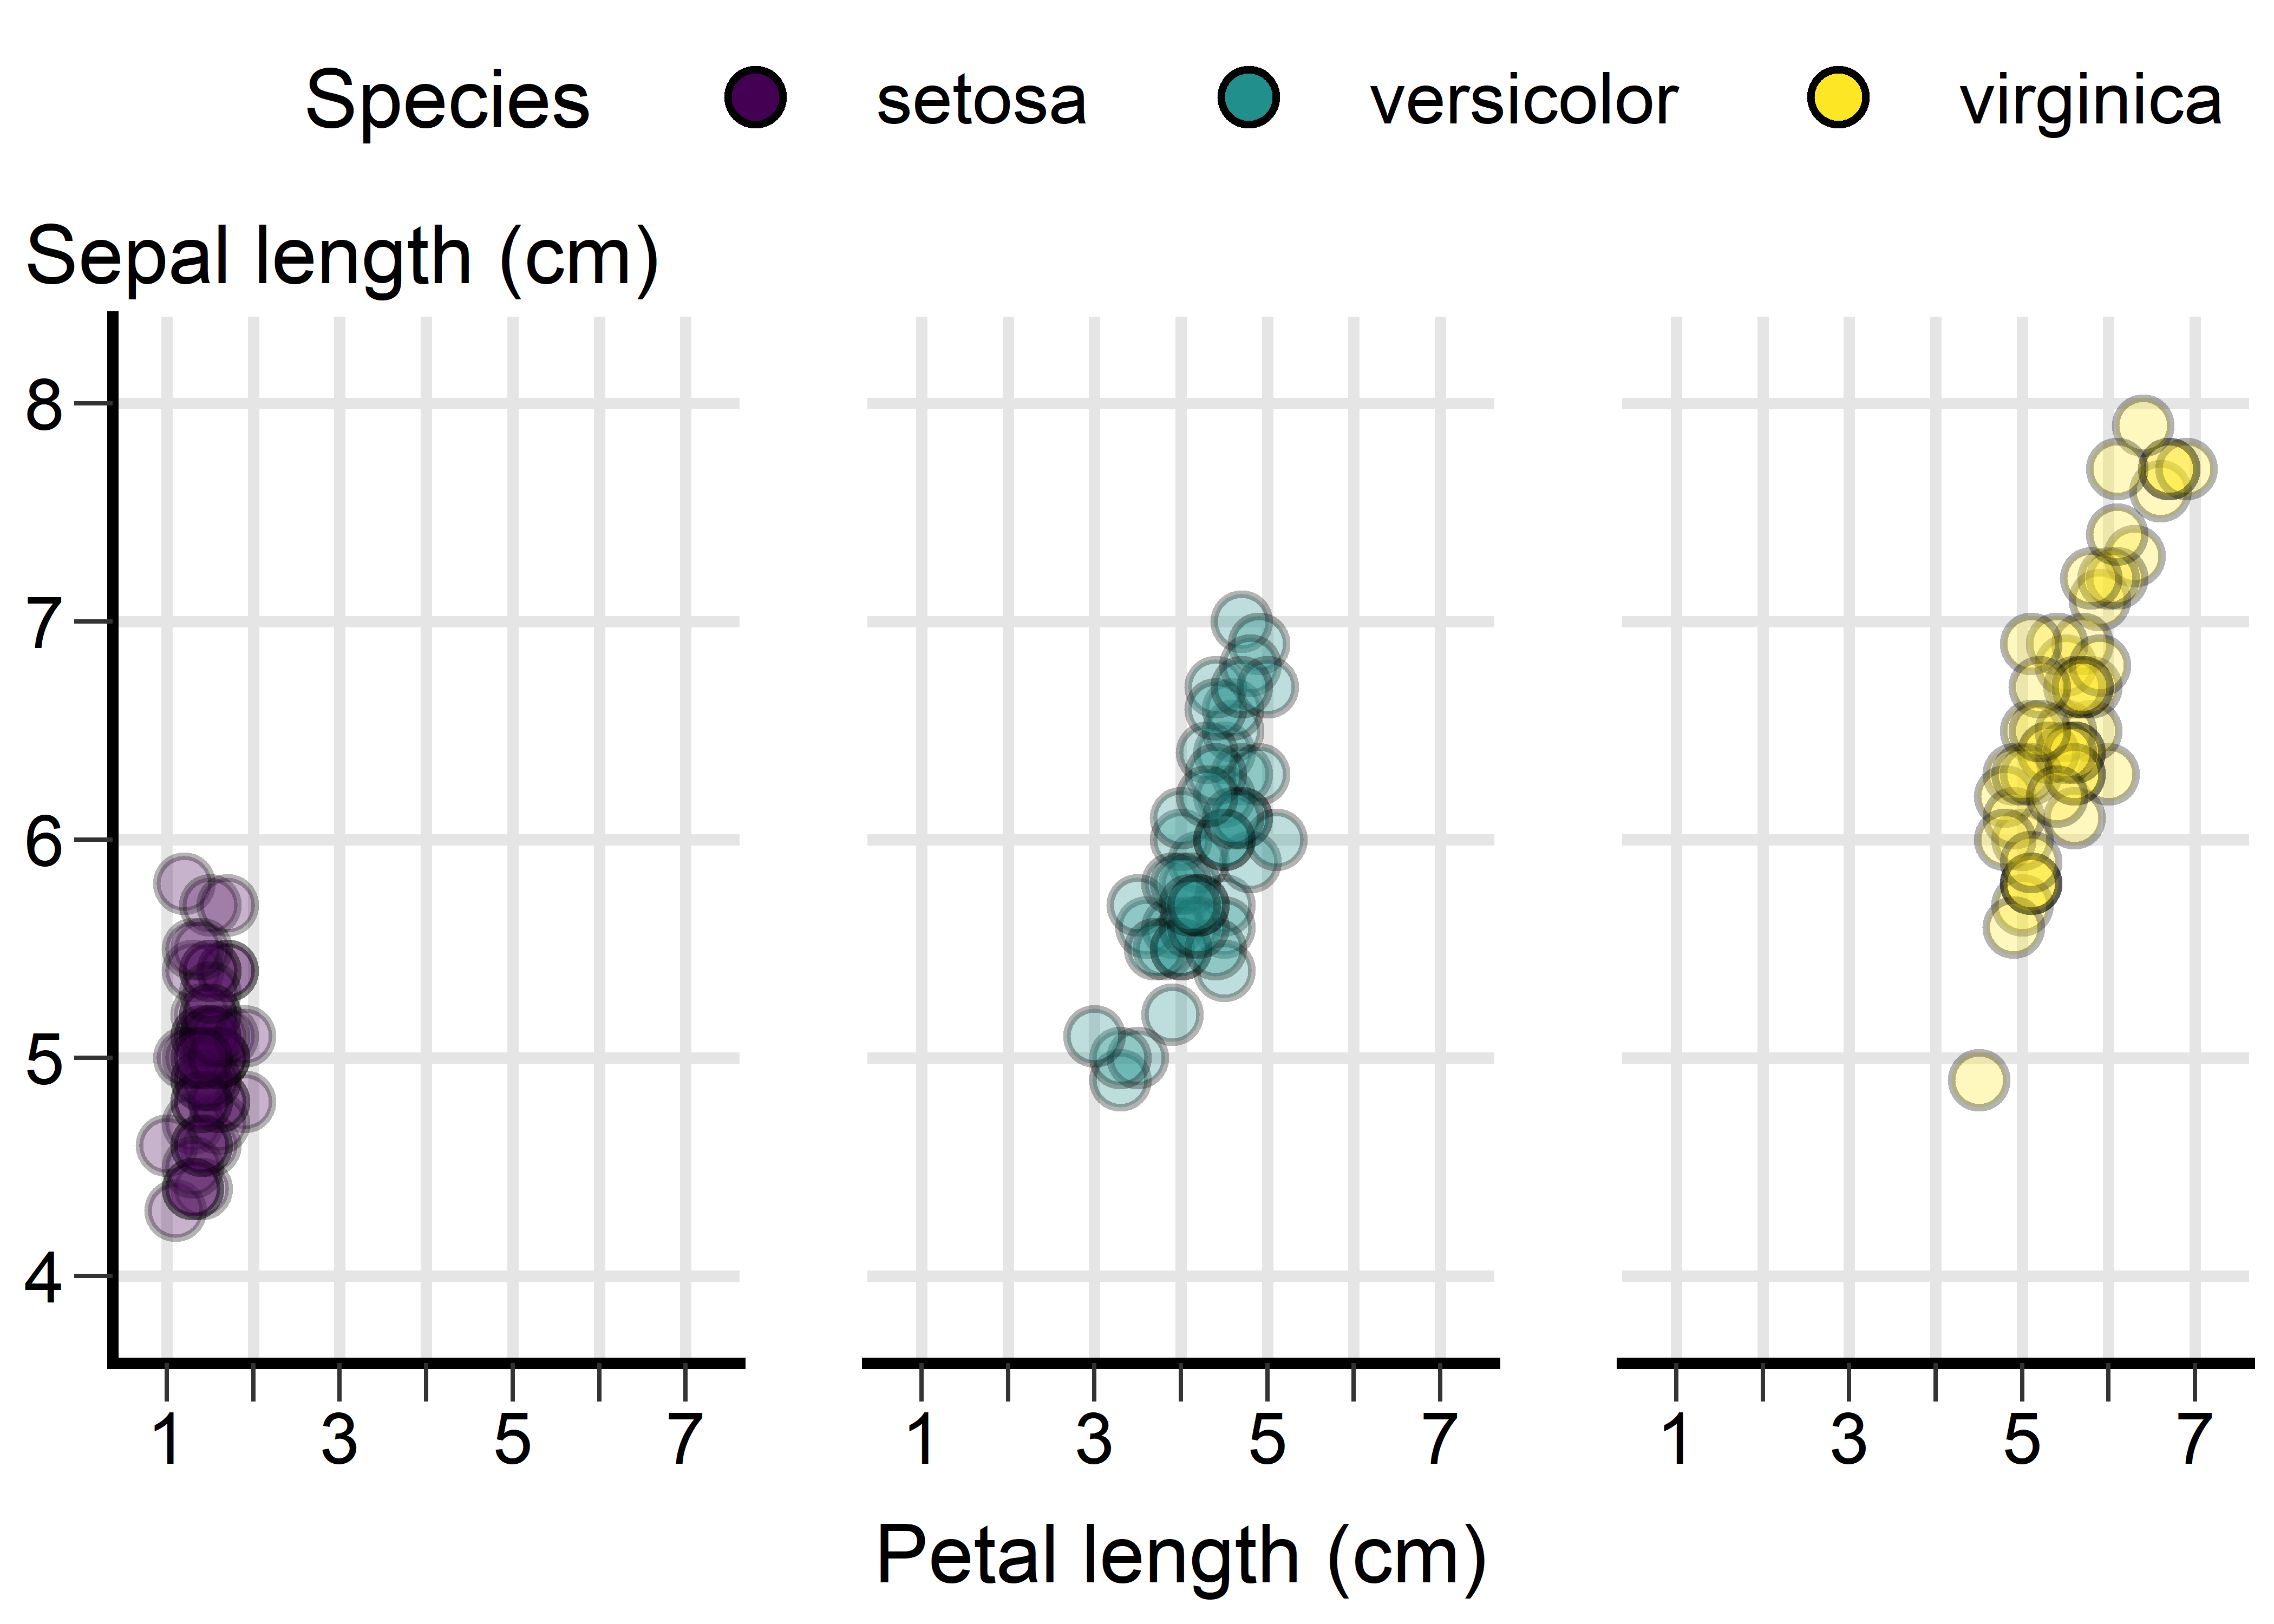 Species setosa versicolor virginica
Sepal length (cm)
8
7
6
5
4
1 3 5 7 1 3 5 7 1 3 5 7
Petal length (cm)